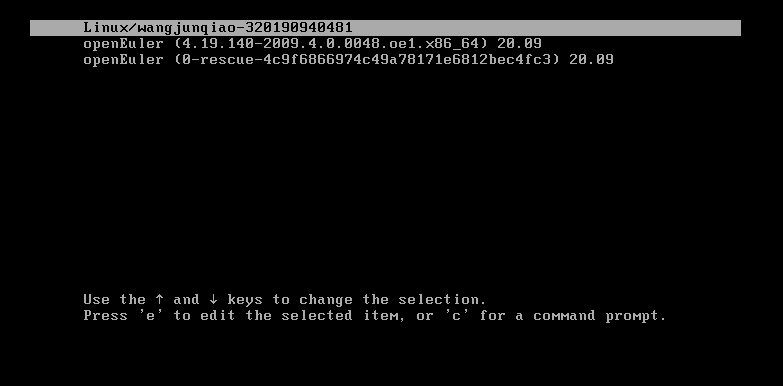 Linux/wangjunqiao-320190940481
openEuler (4.19.140-2009.4.0.0048.oe1.x86_64) 20.09
openEuler (0-rescue-4c9f6866974c49a78171e6812bec4fc3) 20.09
Use the ↑ and ↓ keys to change the selection.
Press 'e' to edit the selected item, or 'c' for a command prompt.